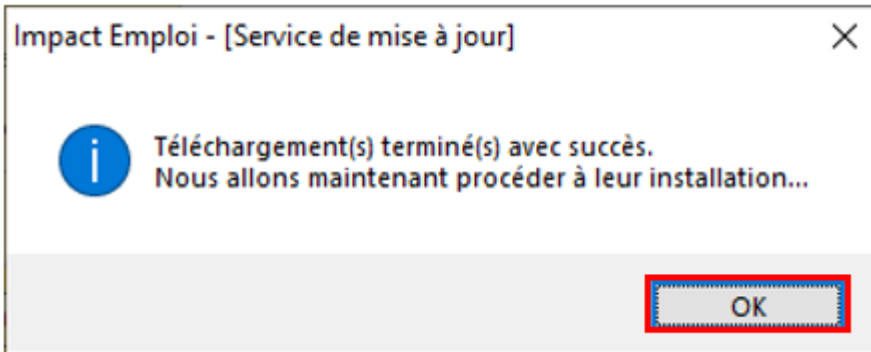 Impact Emploi - [Service de mise à jour]
Téléchargement(s) terminé(s) avec succès.
Nous allons maintenant procéder à leur installation...
OK